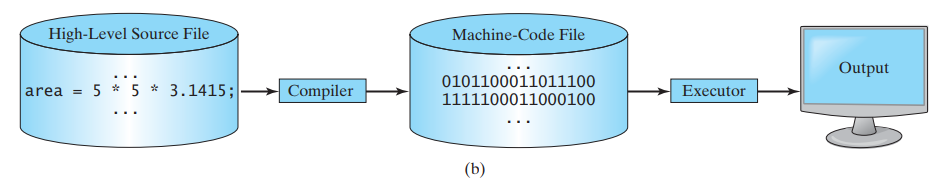 High-Level Source File
...
area = 5 * 5 * 3.1415;
...
Compiler
Machine-Code File
...
0101100011011100
1111100011000100
...
Executor
Output
(b)